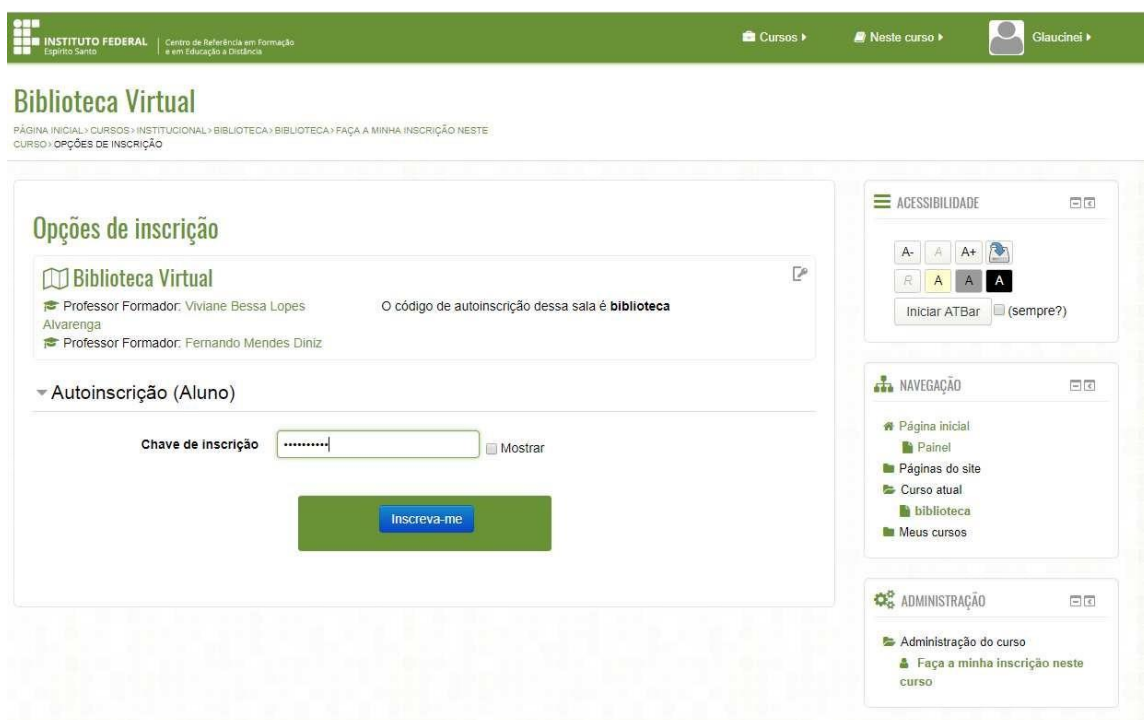 INSTITUTO FEDERAL
Espírito Santo
Centro de Referência em Formação
e em Educação a Distância
Cursos
Neste curso
Glaucinei
Biblioteca Virtual
PÁGINA INICIAL › CURSOS › INSTITUCIONAL › BIBLIOTECA › BIBLIOTECA › FAÇA A MINHA INSCRIÇÃO NESTE
CURSO › OPÇÕES DE INSCRIÇÃO
Opções de inscrição
Biblioteca Virtual
Professor Formador: Viviane Bessa Lopes
Alvarenga
Professor Formador: Fernando Mendes Diniz
O código de autoinscrição dessa sala é biblioteca
Autoinscrição (Aluno)
Chave de inscrição
••••••••••
Mostrar
Inscreva-me
ACESSIBILIDADE
A- A A+
R A A A
Iniciar ATBar (sempre?)
NAVEGAÇÃO
Página inicial
Painel
Páginas do site
Curso atual
biblioteca
Meus cursos
ADMINISTRAÇÃO
Administração do curso
Faça a minha inscrição neste
curso